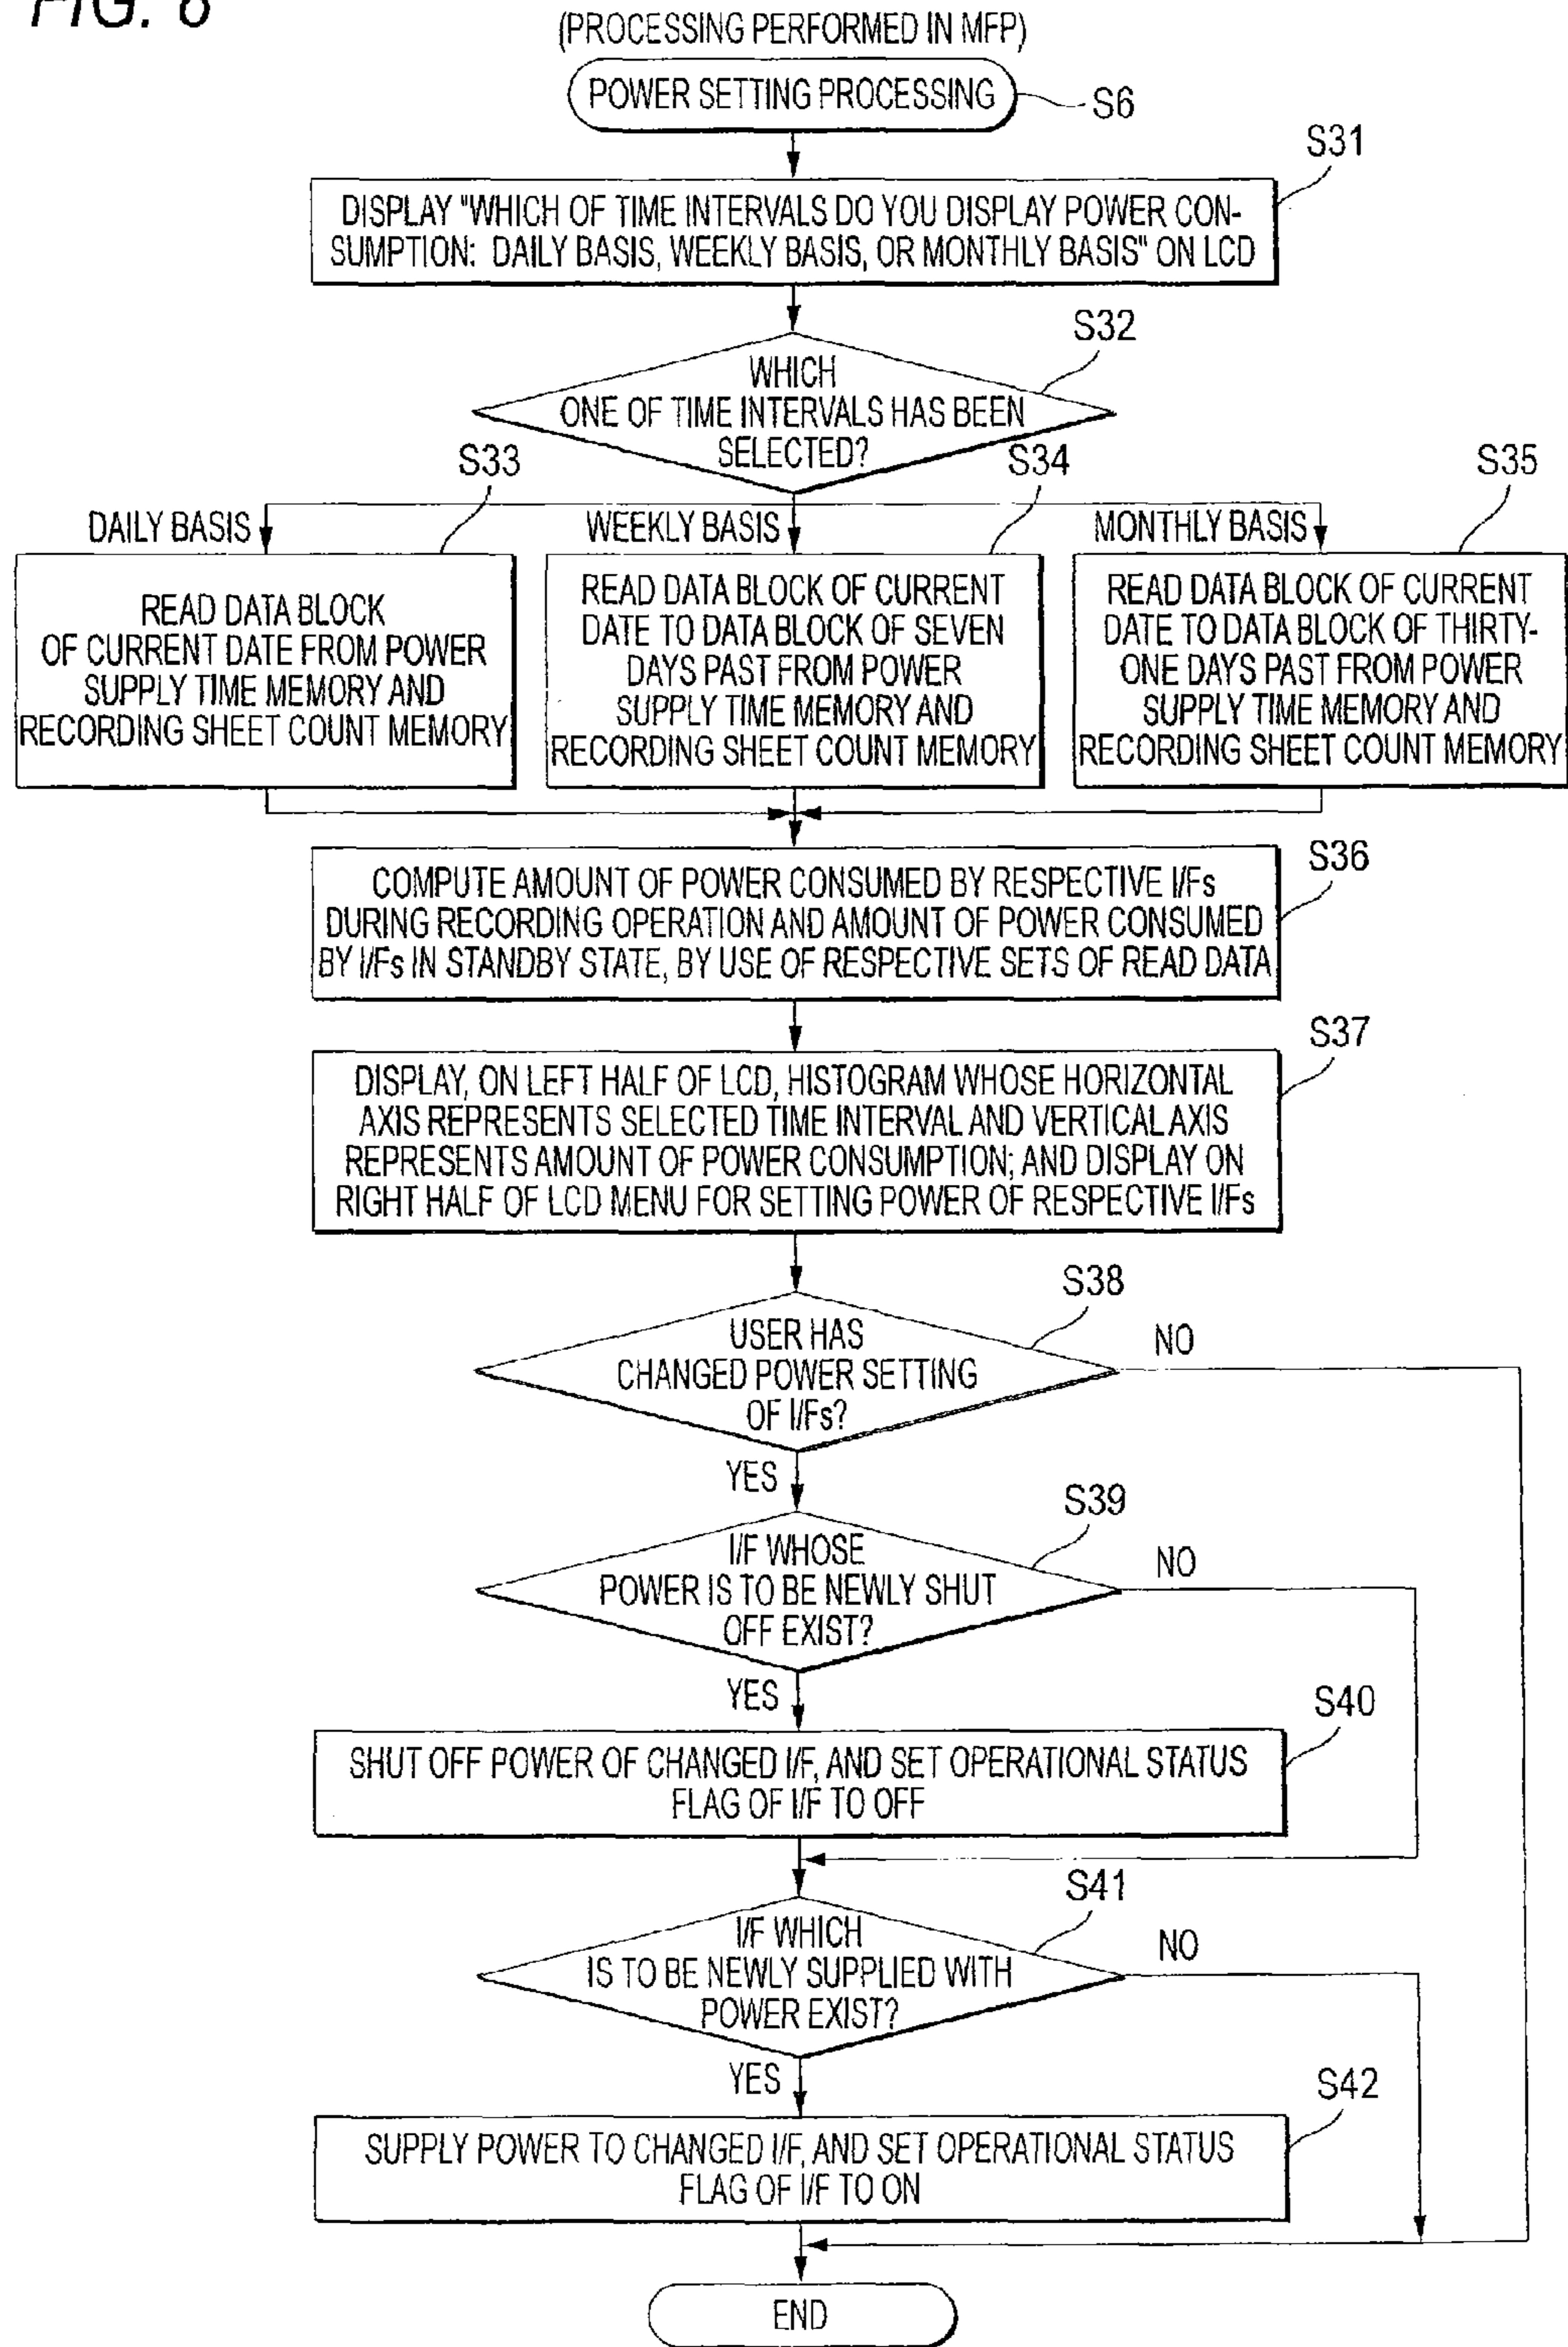 FIG. 6
(PROCESSING PERFORMED IN MFP)
POWER SETTING PROCESSING
S6
S31
DISPLAY "WHICH OF TIME INTERVALS DO YOU DISPLAY POWER CON-
SUMPTION: DAILY BASIS, WEEKLY BASIS, OR MONTHLY BASIS" ON LCD
S32
WHICH
ONE OF TIME INTERVALS HAS BEEN
SELECTED?
S33
S34
S35
DAILY BASIS
WEEKLY BASIS
MONTHLY BASIS
READ DATA BLOCK
OF CURRENT DATE FROM POWER
SUPPLY TIME MEMORY AND
RECORDING SHEET COUNT MEMORY
READ DATA BLOCK OF CURRENT
DATE TO DATA BLOCK OF SEVEN
DAYS PAST FROM POWER
SUPPLY TIME MEMORY AND
RECORDING SHEET COUNT MEMORY
READ DATA BLOCK OF CURRENT
DATE TO DATA BLOCK OF THIRTY-
ONE DAYS PAST FROM POWER
SUPPLY TIME MEMORY AND
RECORDING SHEET COUNT MEMORY
S36
COMPUTE AMOUNT OF POWER CONSUMED BY RESPECTIVE I/Fs
DURING RECORDING OPERATION AND AMOUNT OF POWER CONSUMED
BY I/Fs IN STANDBY STATE, BY USE OF RESPECTIVE SETS OF READ DATA
S37
DISPLAY, ON LEFT HALF OF LCD, HISTOGRAM WHOSE HORIZONTAL
AXIS REPRESENTS SELECTED TIME INTERVAL AND VERTICAL AXIS
REPRESENTS AMOUNT OF POWER CONSUMPTION; AND DISPLAY ON
RIGHT HALF OF LCD MENU FOR SETTING POWER OF RESPECTIVE I/Fs
S38
USER HAS
CHANGED POWER SETTING
OF I/Fs?
NO
YES
S39
I/F WHOSE
POWER IS TO BE NEWLY SHUT
OFF EXIST?
NO
YES
S40
SHUT OFF POWER OF CHANGED I/F, AND SET OPERATIONAL STATUS
FLAG OF I/F TO OFF
S41
I/F WHICH
IS TO BE NEWLY SUPPLIED WITH
POWER EXIST?
NO
YES
S42
SUPPLY POWER TO CHANGED I/F, AND SET OPERATIONAL STATUS
FLAG OF I/F TO ON
END